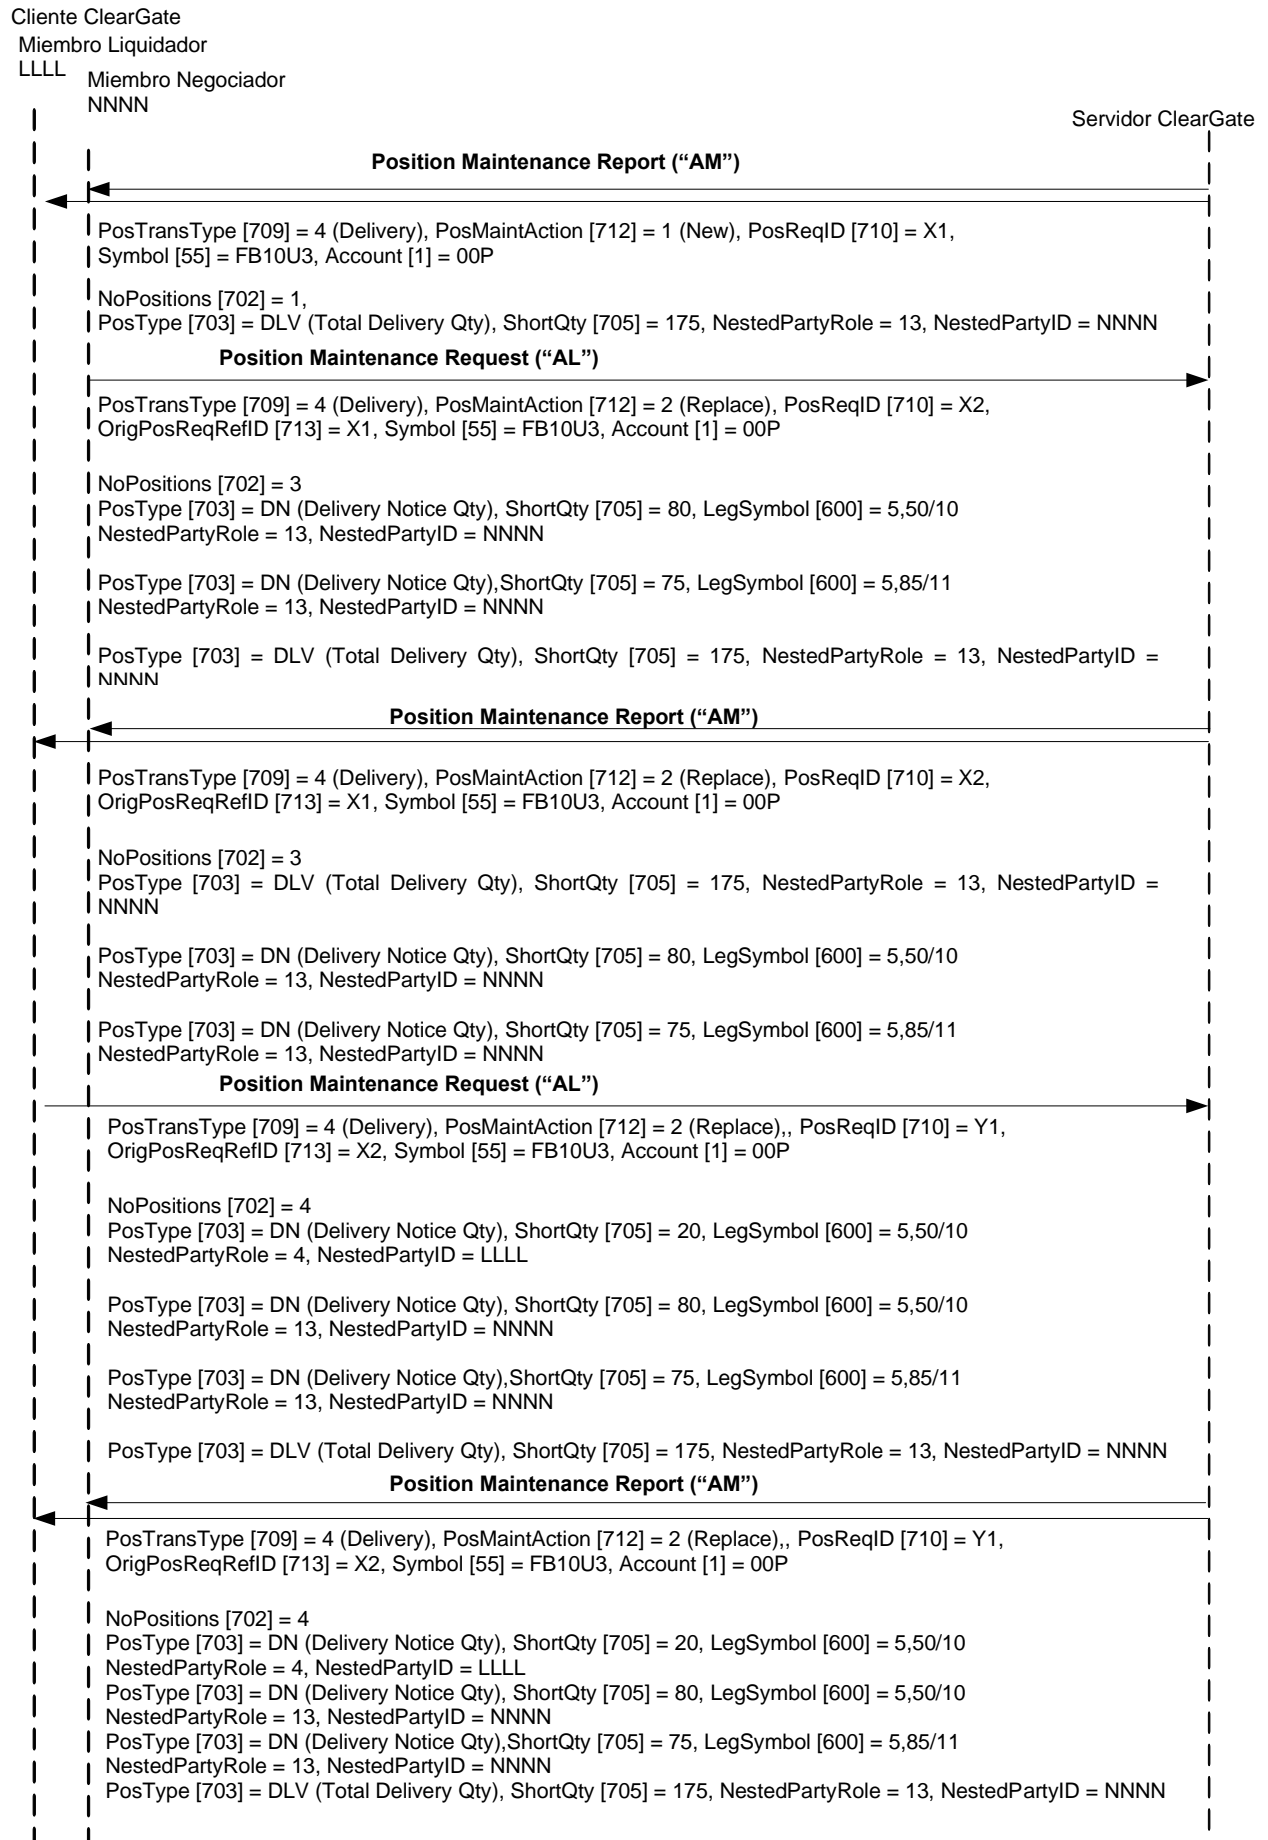 Cliente ClearGate
Miembro Liquidador
LLLL
Miembro Negociador
NNNN
Servidor ClearGate
Position Maintenance Report (“AM”)
PosTransType [709] = 4 (Delivery), PosMaintAction [712] = 1 (New), PosReqID [710] = X1,
Symbol [55] = FB10U3, Account [1] = 00P
NoPositions [702] = 1,
PosType [703] = DLV (Total Delivery Qty), ShortQty [705] = 175, NestedPartyRole = 13, NestedPartyID = NNNN
Position Maintenance Request (“AL”)
PosTransType [709] = 4 (Delivery), PosMaintAction [712] = 2 (Replace), PosReqID [710] = X2,
OrigPosReqRefID [713] = X1, Symbol [55] = FB10U3, Account [1] = 00P
NoPositions [702] = 3
PosType [703] = DN (Delivery Notice Qty), ShortQty [705] = 80, LegSymbol [600] = 5,50/10
NestedPartyRole = 13, NestedPartyID = NNNN
PosType [703] = DN (Delivery Notice Qty),ShortQty [705] = 75, LegSymbol [600] = 5,85/11
NestedPartyRole = 13, NestedPartyID = NNNN
PosType [703] = DLV (Total Delivery Qty), ShortQty [705] = 175, NestedPartyRole = 13, NestedPartyID =
NNNN
Position Maintenance Report (“AM”)
PosTransType [709] = 4 (Delivery), PosMaintAction [712] = 2 (Replace), PosReqID [710] = X2,
OrigPosReqRefID [713] = X1, Symbol [55] = FB10U3, Account [1] = 00P
NoPositions [702] = 3
PosType [703] = DLV (Total Delivery Qty), ShortQty [705] = 175, NestedPartyRole = 13, NestedPartyID =
NNNN
PosType [703] = DN (Delivery Notice Qty), ShortQty [705] = 80, LegSymbol [600] = 5,50/10
NestedPartyRole = 13, NestedPartyID = NNNN
PosType [703] = DN (Delivery Notice Qty), ShortQty [705] = 75, LegSymbol [600] = 5,85/11
NestedPartyRole = 13, NestedPartyID = NNNN
Position Maintenance Request (“AL”)
PosTransType [709] = 4 (Delivery), PosMaintAction [712] = 2 (Replace),, PosReqID [710] = Y1,
OrigPosReqRefID [713] = X2, Symbol [55] = FB10U3, Account [1] = 00P
NoPositions [702] = 4
PosType [703] = DN (Delivery Notice Qty), ShortQty [705] = 20, LegSymbol [600] = 5,50/10
NestedPartyRole = 4, NestedPartyID = LLLL
PosType [703] = DN (Delivery Notice Qty), ShortQty [705] = 80, LegSymbol [600] = 5,50/10
NestedPartyRole = 13, NestedPartyID = NNNN
PosType [703] = DN (Delivery Notice Qty),ShortQty [705] = 75, LegSymbol [600] = 5,85/11
NestedPartyRole = 13, NestedPartyID = NNNN
PosType [703] = DLV (Total Delivery Qty), ShortQty [705] = 175, NestedPartyRole = 13, NestedPartyID = NNNN
Position Maintenance Report (“AM”)
PosTransType [709] = 4 (Delivery), PosMaintAction [712] = 2 (Replace),, PosReqID [710] = Y1,
OrigPosReqRefID [713] = X2, Symbol [55] = FB10U3, Account [1] = 00P
NoPositions [702] = 4
PosType [703] = DN (Delivery Notice Qty), ShortQty [705] = 20, LegSymbol [600] = 5,50/10
NestedPartyRole = 4, NestedPartyID = LLLL
PosType [703] = DN (Delivery Notice Qty), ShortQty [705] = 80, LegSymbol [600] = 5,50/10
NestedPartyRole = 13, NestedPartyID = NNNN
PosType [703] = DN (Delivery Notice Qty),ShortQty [705] = 75, LegSymbol [600] = 5,85/11
NestedPartyRole = 13, NestedPartyID = NNNN
PosType [703] = DLV (Total Delivery Qty), ShortQty [705] = 175, NestedPartyRole = 13, NestedPartyID = NNNN